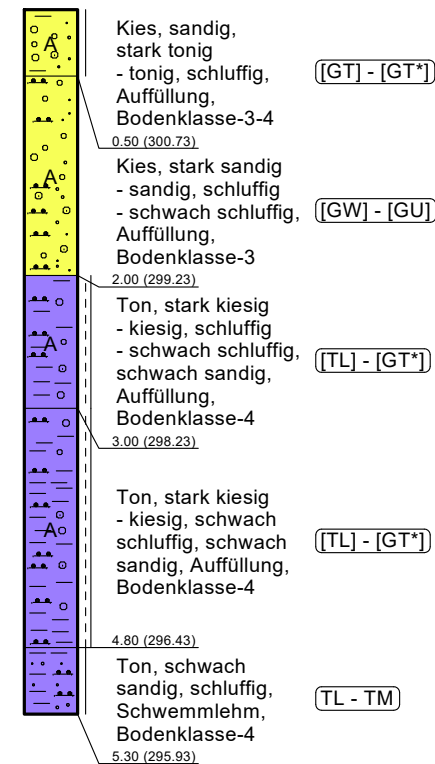 A
Kies, sandig,
stark tonig
- tonig, schluffig,
Auffüllung,
Bodenklasse-3-4
[GT] - [GT*]
0.50 (300.73)
A
Kies, stark sandig
- sandig, schluffig
- schwach schluffig,
Auffüllung,
Bodenklasse-3
[GW] - [GU]
2.00 (299.23)
A
Ton, stark kiesig
- kiesig, schluffig
- schwach schluffig,
schwach sandig,
Auffüllung,
Bodenklasse-4
[TL] - [GT*]
3.00 (298.23)
A
Ton, stark kiesig
- kiesig, schwach
schluffig, schwach
sandig, Auffüllung,
Bodenklasse-4
[TL] - [GT*]
4.80 (296.43)
Ton, schwach
sandig, schluffig,
Schwemmlehm,
Bodenklasse-4
TL - TM
5.30 (295.93)